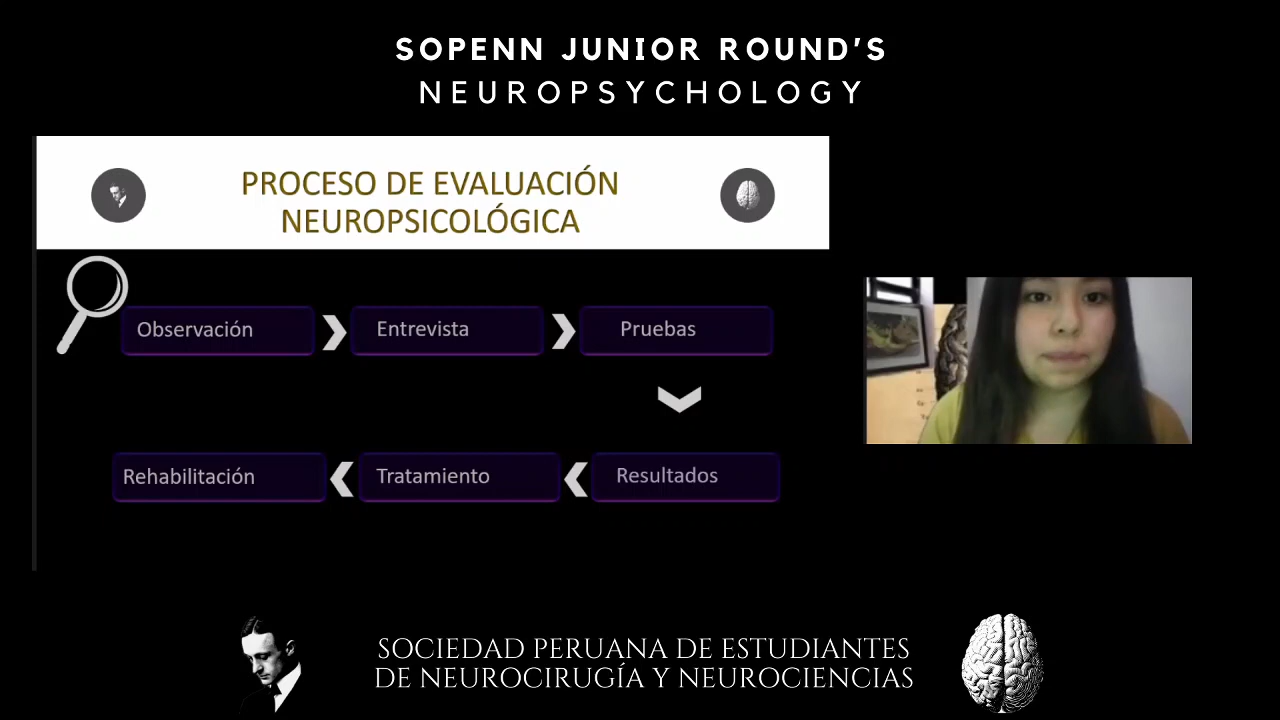 SOPENN JUNIOR ROUND'S
NEUROPSYCHOLOGY
PROCESO DE EVALUACIÓN
NEUROPSICOLÓGICA
Observación
Entrevista
Pruebas
Resultados
Tratamiento
Rehabilitación
SOCIEDAD PERUANA DE ESTUDIANTES
DE NEUROCIRUGÍA Y NEUROCIENCIAS